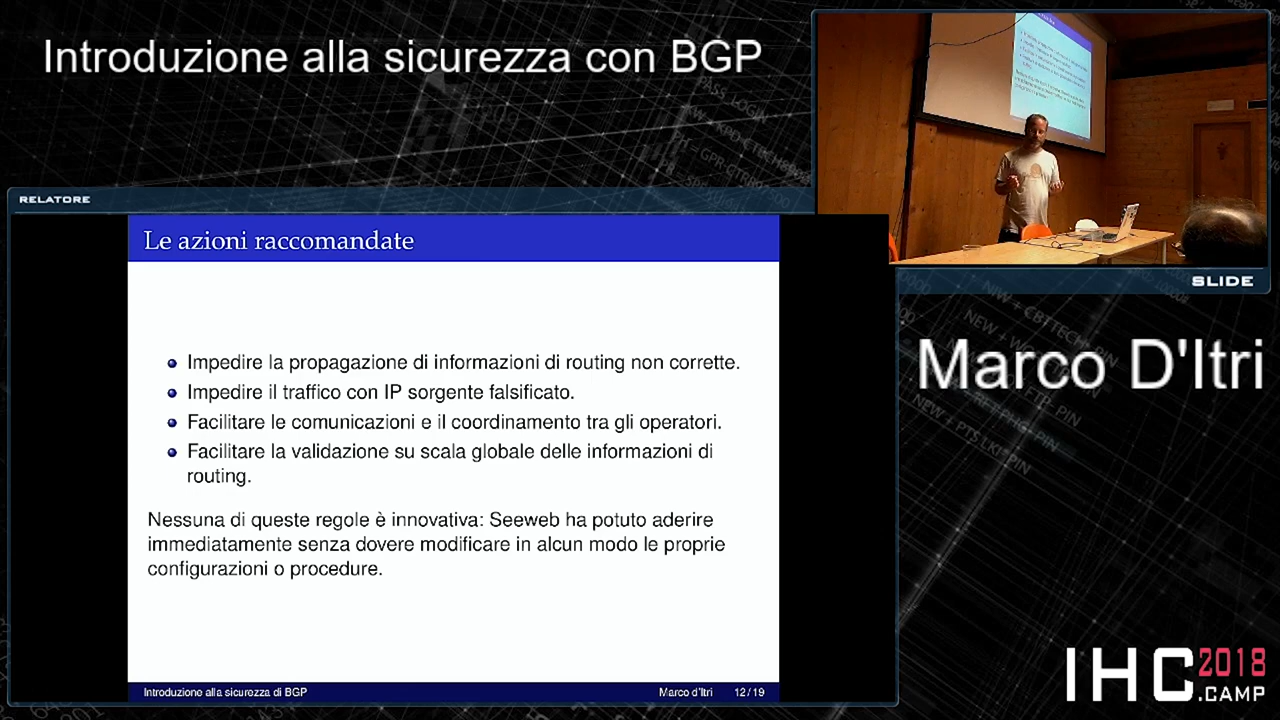 Introduzione alla sicurezza con BGP
RELATORE
Le azioni raccomandate
Impedire la propagazione di informazioni di routing non corrette.
Impedire il traffico con IP sorgente falsificato.
Facilitare le comunicazioni e il coordinamento tra gli operatori.
Facilitare la validazione su scala globale delle informazioni di
routing.
Nessuna di queste regole è innovativa: Seeweb ha potuto aderire
immediatamente senza dovere modificare in alcun modo le proprie
configurazioni o procedure.
Introduzione alla sicurezza di BGP
Marco d'Itri
12/19
SLIDE
Marco D'Itri
IHC2018
.CAMP